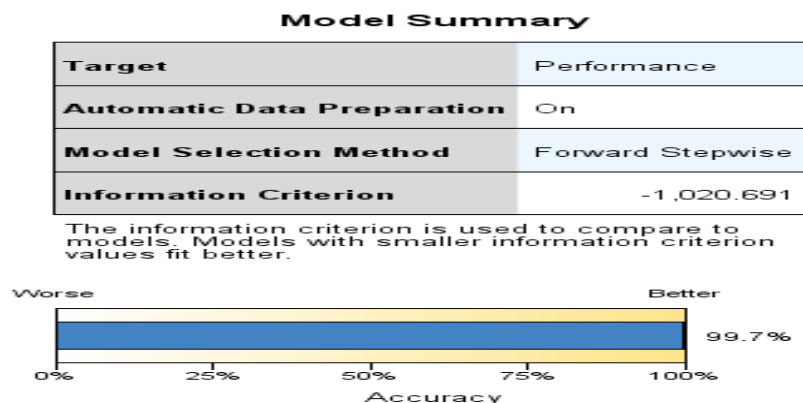 Model Summary
Target Performance
Automatic Data Preparation On
Model Selection Method Forward Stepwise
Information Criterion -1,020.691
The information criterion is used to compare to
models. Models with smaller information criterion
values fit better.
Worse Better
99.7%
0% 25% 50% 75% 100%
Accuracy